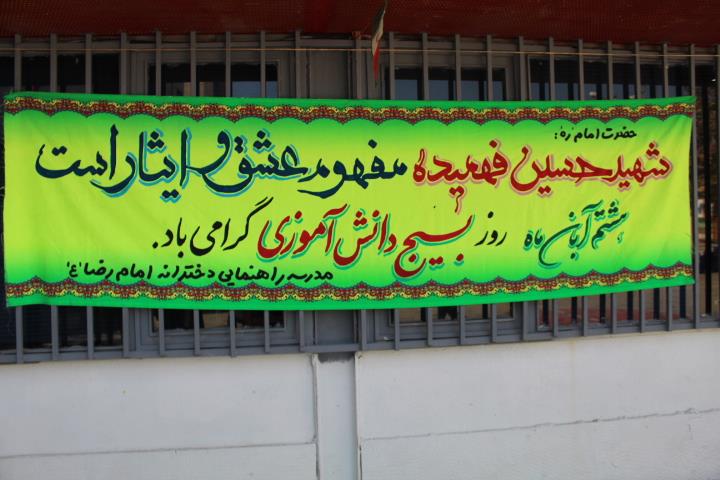 حضرت امام ره:
شهید حسین فهمیده مفهوم عشق و ایثار است
هشتم آبان ماه روز بسیج دانش آموزی گرامی باد.
مدرسه راهنمایی دخترانه امام رضا (ع)